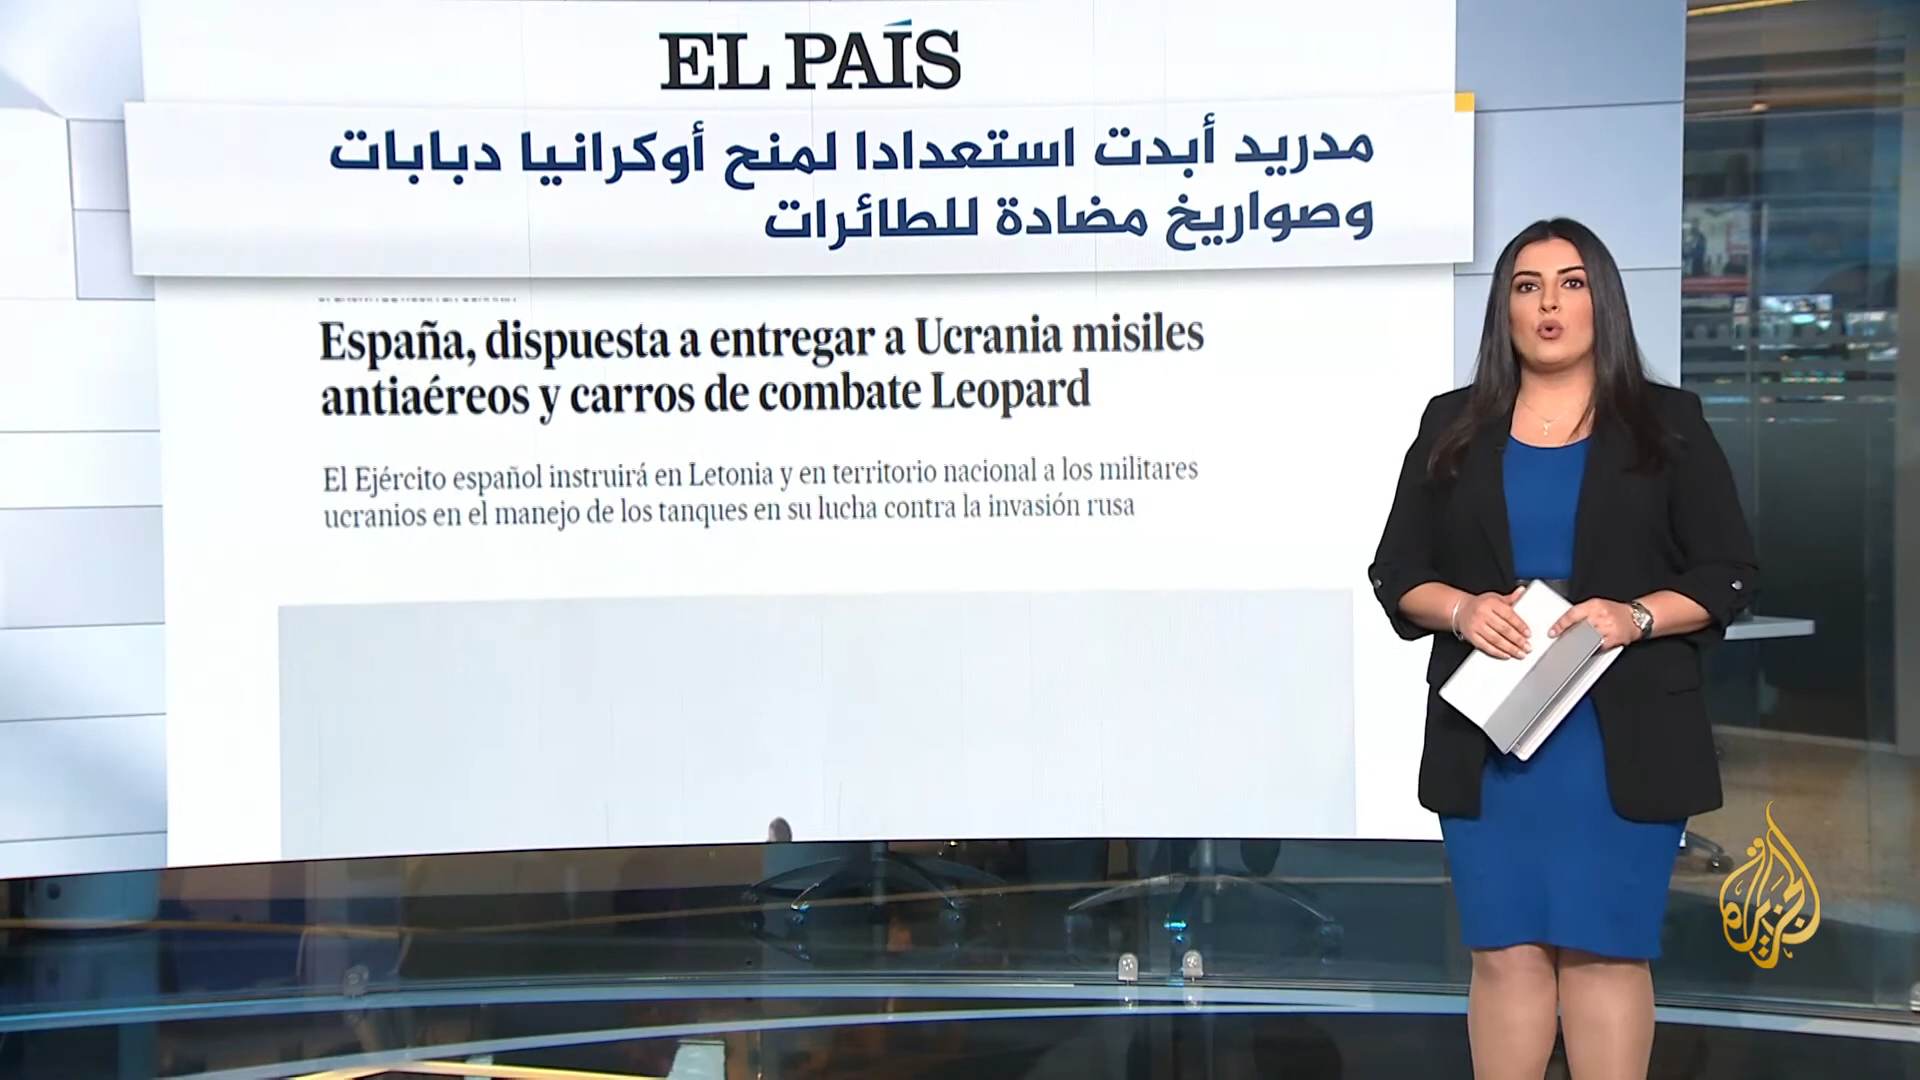 EL PAÍS
مدريد أبدت استعدادا لمنح أوكرانيا دبابات
وصواريخ مضادة للطائرات
España, dispuesta a entregar a Ucrania misiles
antiaéreos y carros de combate Leopard
El Ejército español instruirá en Letonia y en territorio nacional a los militares
ucranios en el manejo de los tanques en su lucha contra la invasión rusa
الجزيرة